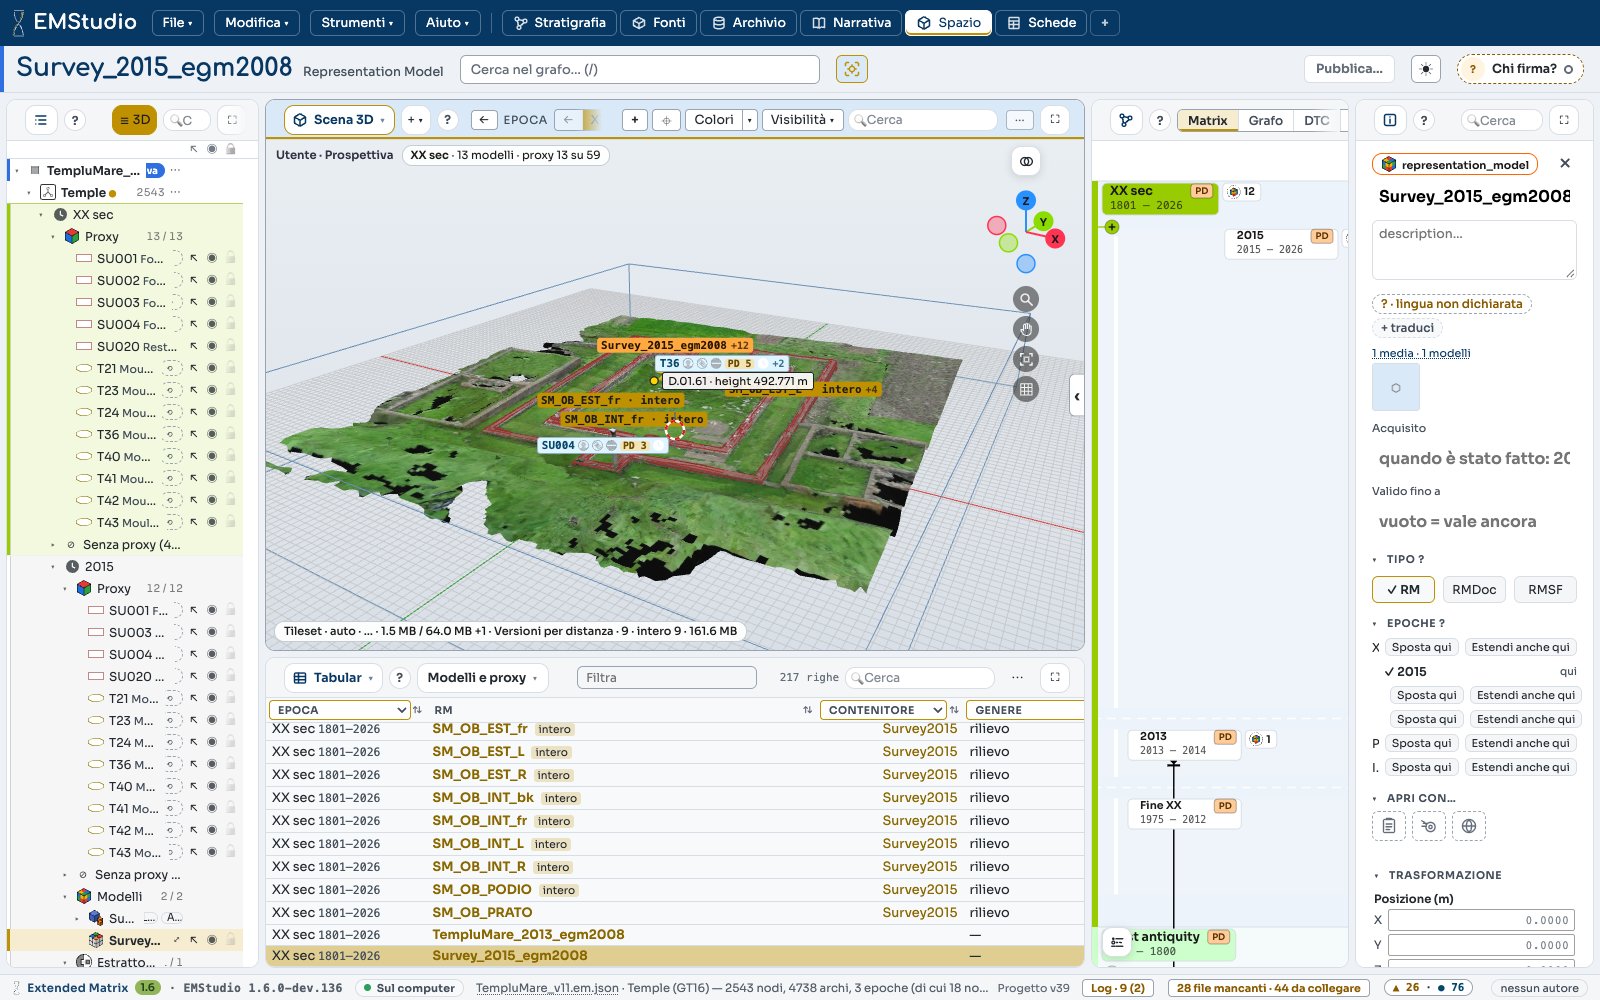 EMStudio File Modifica Strumenti Aiuto Stratigrafia Fonti Archivio Narrativa Spazio Schede +
Survey_2015_egm2008 Representation Model Cerca nel grafo... (/) Pubblica... ? Chi firma?
? 3D C
TempluMare_... va ...
Temple 2543 ...
XX sec
Proxy 13 / 13
SU001 Fo...
SU002 Fo...
SU003 Fo...
SU004 Fo...
SU020 Rest...
T21 Mou...
T23 Mou...
T24 Mou...
T36 Mou...
T40 Mo...
T41 Mou...
T42 Mou...
T43 Moul...
Senza proxy (4...
2015
Proxy 12 / 12
SU001 F...
SU003 ...
SU004 ...
SU020 ...
T21 Mo...
T23 M...
T24 M...
T36 M...
T40 M...
T41 Mo...
T42 M...
T43 Mo...
Senza proxy ...
Modelli 2 / 2
Su... ... A...
Survey...
Estratto... / 1
Scena 3D + ? ← EPOCA ← + Colori Visibilità Cerca ...
Utente · Prospettiva XX sec · 13 modelli · proxy 13 su 59
Z
Y
X
Survey_2015_egm2008 +12
T36 PD 5 +2
D.01.61 · height 492.771 m
intero +4
SM_OB_EST_fr · intero
SM_OB_INT_fr · intero
SU004 PD 3
Tileset · auto · ... · 1.5 MB / 64.0 MB +1 · Versioni per distanza · 9 · intero 9 · 161.6 MB
Tabular ? Modelli e proxy Filtra 217 righe Cerca ...
EPOCA RM CONTENITORE GENERE
XX sec 1801–2026 SM_OB_EST_fr intero Survey2015 rilievo
XX sec 1801–2026 SM_OB_EST_L intero Survey2015 rilievo
XX sec 1801–2026 SM_OB_EST_R intero Survey2015 rilievo
XX sec 1801–2026 SM_OB_INT_bk intero Survey2015 rilievo
XX sec 1801–2026 SM_OB_INT_fr intero Survey2015 rilievo
XX sec 1801–2026 SM_OB_INT_L intero Survey2015 rilievo
XX sec 1801–2026 SM_OB_INT_R intero Survey2015 rilievo
XX sec 1801–2026 SM_OB_PODIO intero Survey2015 rilievo
XX sec 1801–2026 SM_OB_PRATO Survey2015 rilievo
XX sec 1801–2026 TempluMare_2013_egm2008 —
XX sec 1801–2026 Survey_2015_egm2008 —
? Matrix Grafo DTC
XX sec PD 12
1801 – 2026
2015 PD
2015 – 2026
2013 PD 1
2013 – 2014
Fine XX PD
1975 – 2012
t antiquity PD
– 1800
? Cerca
representation_model ✕
Survey_2015_egm2008
description...
? · lingua non dichiarata
+ traduci
1 media · 1 modelli
Acquisito
quando è stato fatto: 20
Valido fino a
vuoto = vale ancora
TIPO ?
✓ RM RMDoc RMSF
EPOCHE ?
X Sposta qui Estendi anche qui
✓ 2015 qui
Sposta qui Estendi anche qui
Sposta qui Estendi anche qui
P Sposta qui Estendi anche qui
I. Sposta qui Estendi anche qui
APRI CON...
TRASFORMAZIONE
Posizione (m)
X 0.0000
Y 0.0000
Extended Matrix 1.6 · EMStudio 1.6.0-dev.136 Sul computer TempluMare_v11.em.json · Temple (GT16) — 2543 nodi, 4738 archi, 3 epoche (di cui 18 no... Progetto v39 Log · 9 (2) 28 file mancanti · 44 da collegare ▲ 26 · ● 76 nessun autore